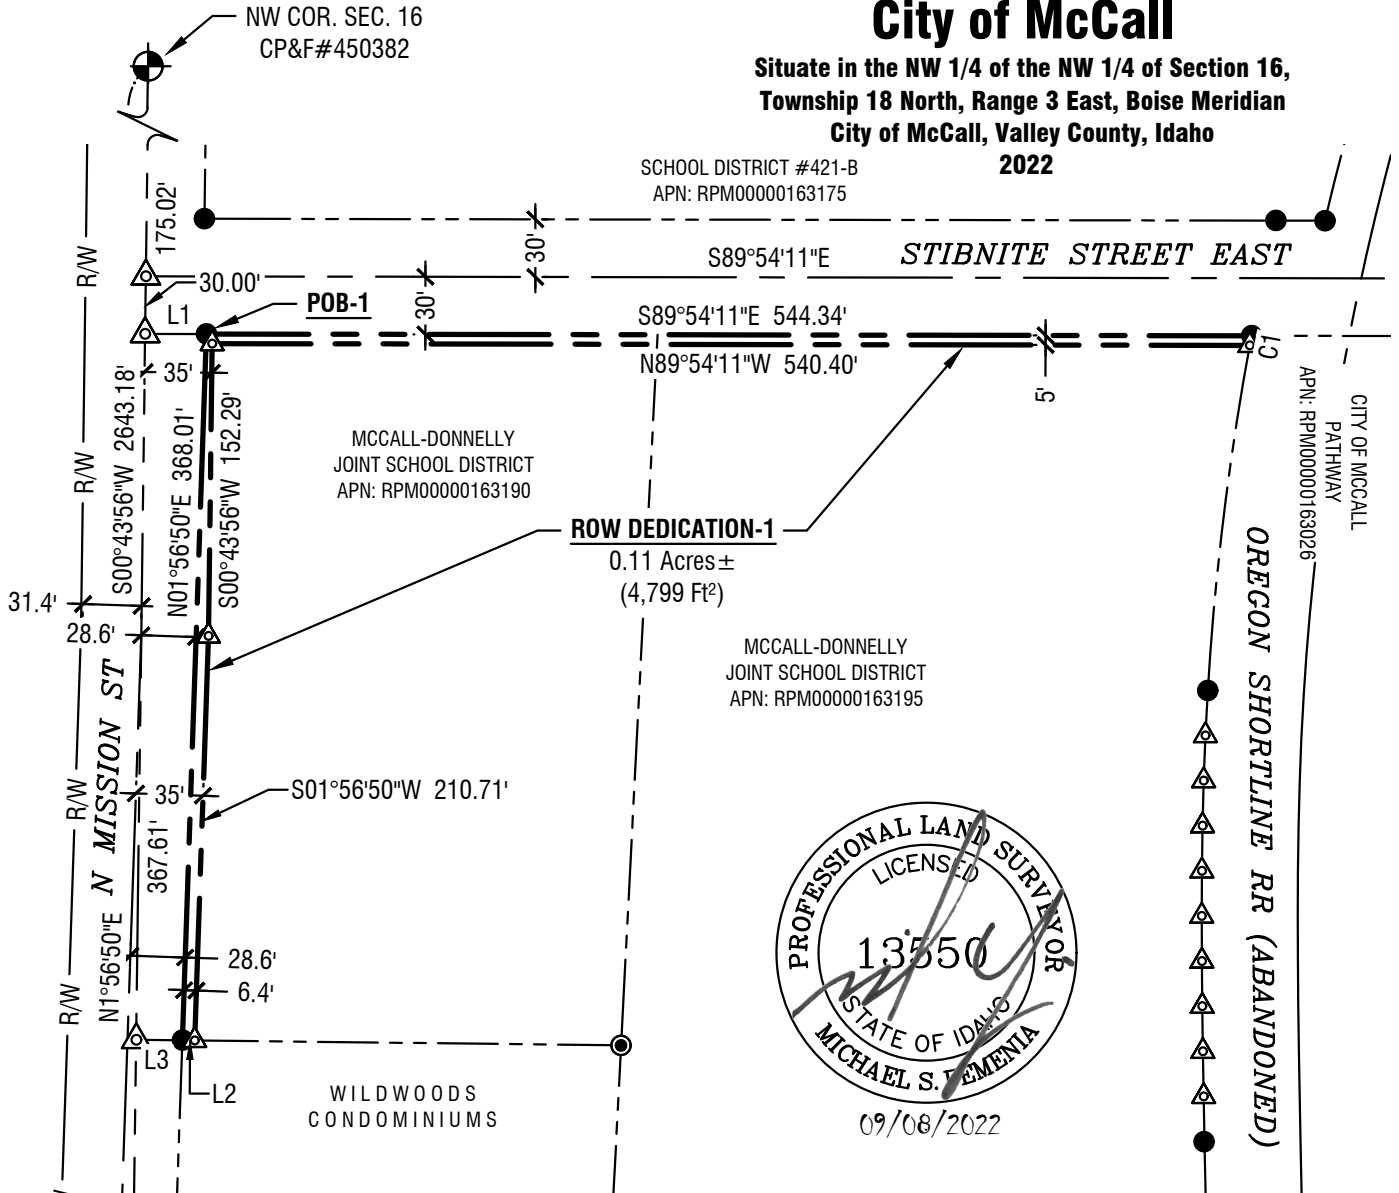 City of McCall
Situate in the NW 1/4 of the NW 1/4 of Section 16,
Township 18 North, Range 3 East, Boise Meridian
City of McCall, Valley County, Idaho
2022
NW COR. SEC. 16
CP&F#450382
SCHOOL DISTRICT #421-B
APN: RPM00000163175
175.02'
R/W
30'
S89°54'11"E
STIBNITE STREET EAST
30.00'
POB-1
30'
L1
S89°54'11"E 544.34'
N89°54'11"W 540.40'
C1
5'
35'
R/W
S00°43'56"W 2643.18'
N01°56'50"E 368.01'
S00°43'56"W 152.29'
MCCALL-DONNELLY
JOINT SCHOOL DISTRICT
APN: RPM00000163190
CITY OF MCCALL
PATHWAY
APN: RPM00000163026
ROW DEDICATION-1
0.11 Acres±
(4,799 Ft²)
31.4'
28.6'
MCCALL-DONNELLY
JOINT SCHOOL DISTRICT
APN: RPM00000163195
OREGON SHORTLINE RR (ABANDONED)
N MISSION ST
R/W
35'
S01°56'50"W 210.71'
367.61'
N1°56'50"E
28.6'
6.4'
R/W
L3
L2
WILDWOODS
CONDOMINIUMS
PROFESSIONAL LAND SURVEYOR
LICENSED
13550
STATE OF IDAHO
MICHAEL S. REMENIA
09/08/2022